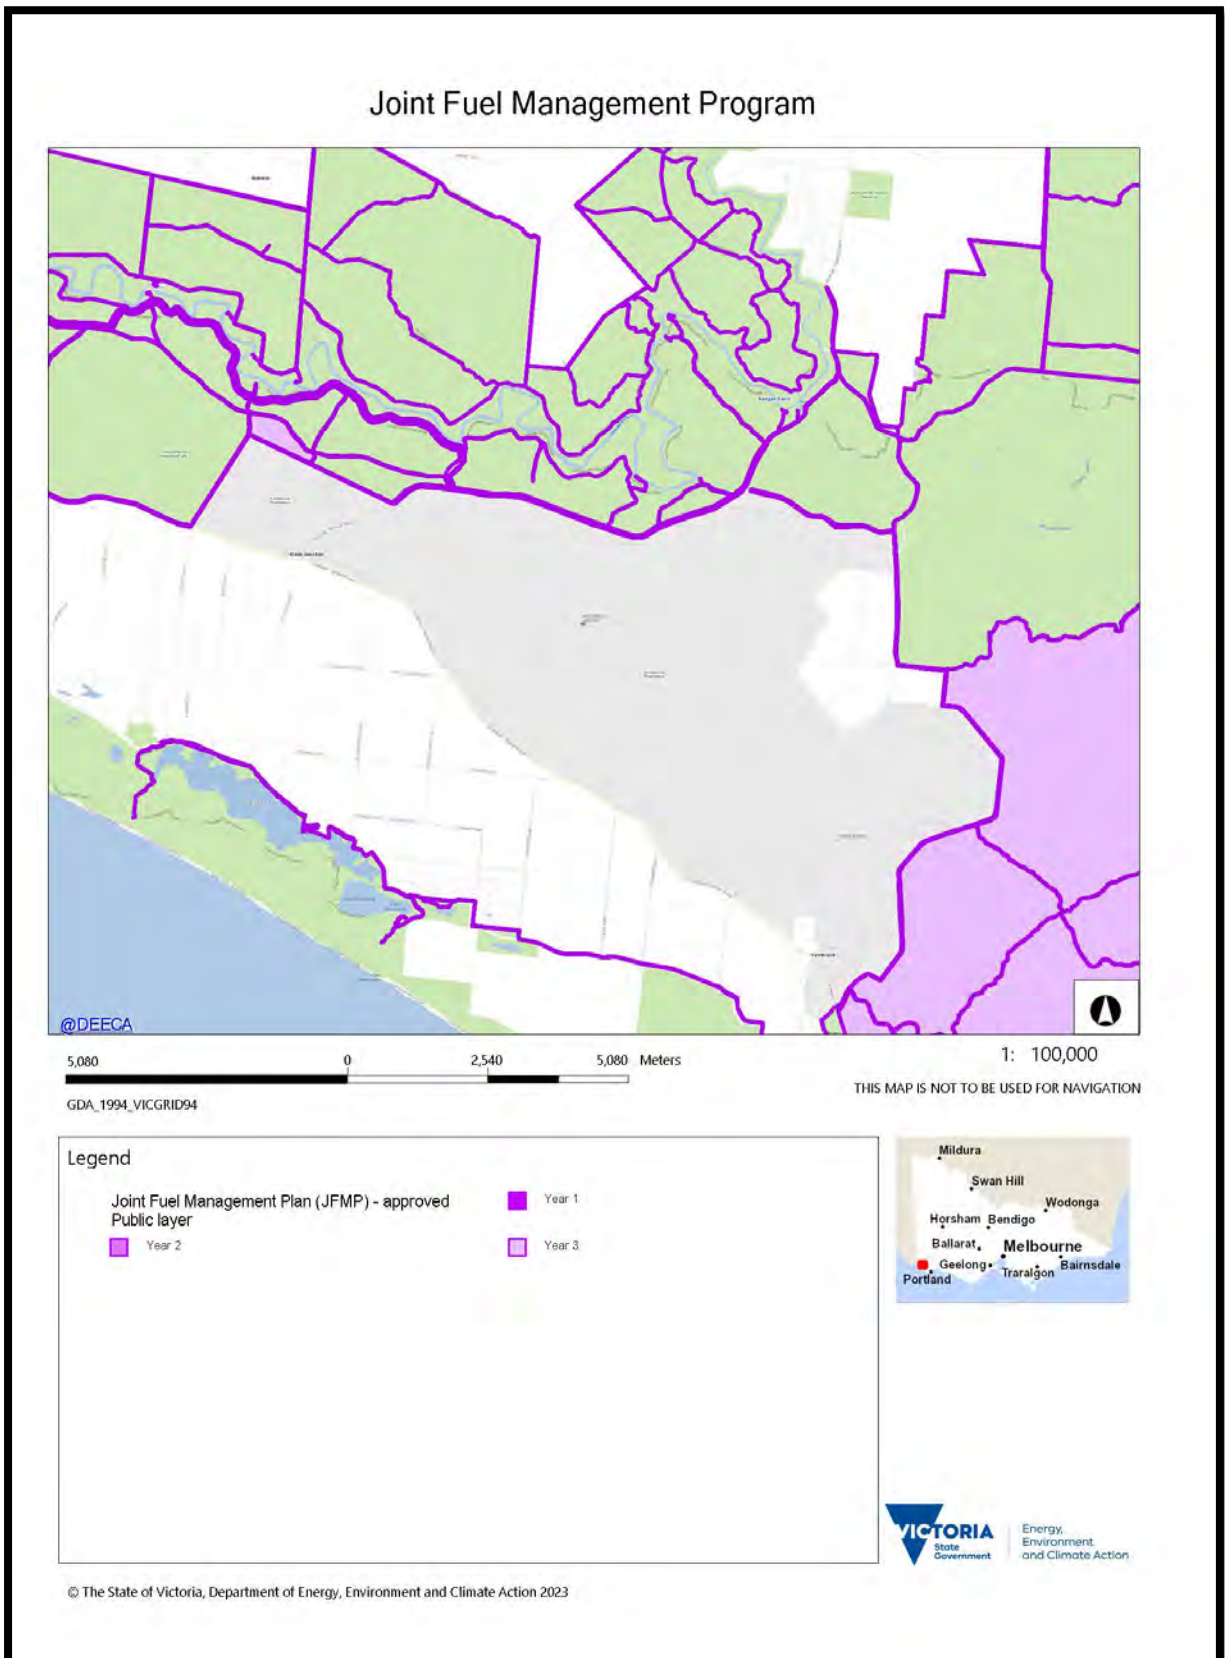 Joint Fuel Management Program
@DEECA
5,080 0 2,540 5,080 Meters
1: 100,000
GDA_1994_VICGRID94
THIS MAP IS NOT TO BE USED FOR NAVIGATION
Legend
Joint Fuel Management Plan (JFMP) - approved
Public layer
Year 2
Year 1
Year 3
Mildura
Swan Hill
Wodonga
Horsham Bendigo
Ballarat Melbourne
Geelong Bairnsdale
Portland Traralgon
VICTORIA
State
Government
Energy,
Environment
and Climate Action
© The State of Victoria, Department of Energy, Environment and Climate Action 2023